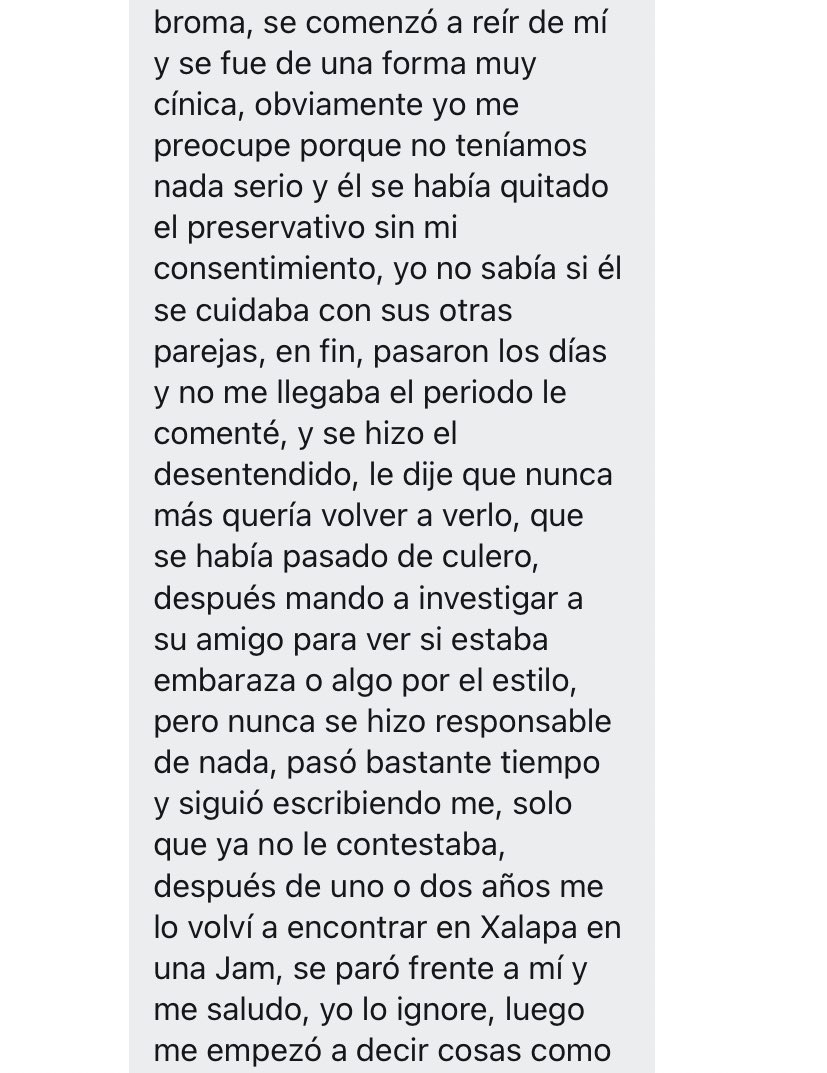 broma, se comenzó a reír de mí
y se fue de una forma muy
cínica, obviamente yo me
preocupe porque no teníamos
nada serio y él se había quitado
el preservativo sin mi
consentimiento, yo no sabía si él
se cuidaba con sus otras
parejas, en fin, pasaron los días
y no me llegaba el periodo le
comenté, y se hizo el
desentendido, le dije que nunca
más quería volver a verlo, que
se había pasado de culero,
después mando a investigar a
su amigo para ver si estaba
embaraza o algo por el estilo,
pero nunca se hizo responsable
de nada, pasó bastante tiempo
y siguió escribiendo me, solo
que ya no le contestaba,
después de uno o dos años me
lo volví a encontrar en Xalapa en
una Jam, se paró frente a mí y
me saludo, yo lo ignore, luego
me empezó a decir cosas como